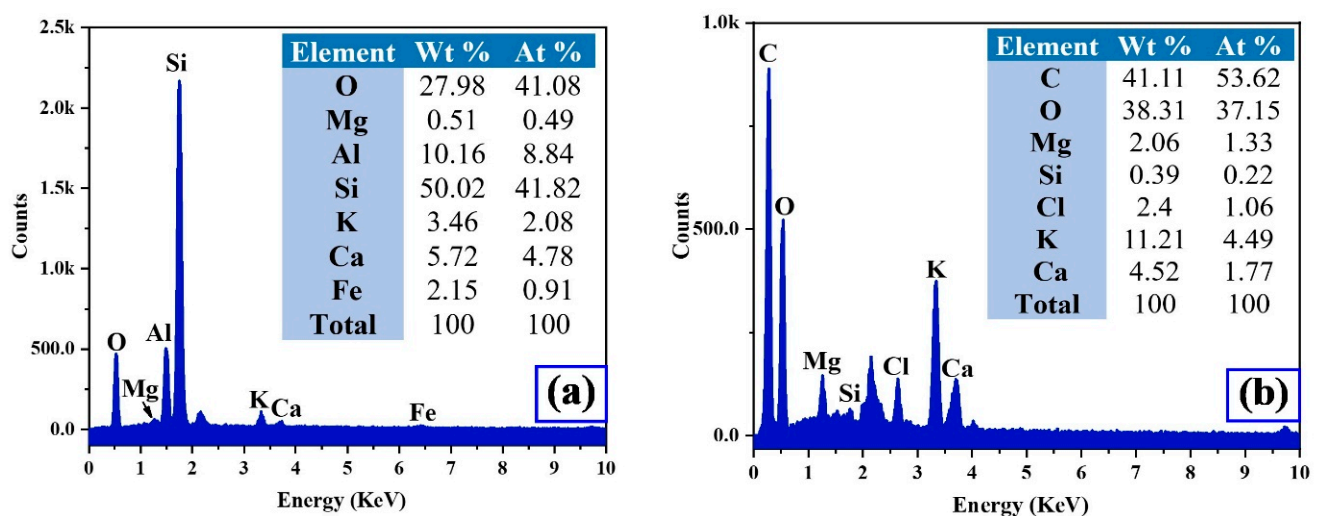 2.5k
2.0k
1.5k
1.0k
500.0
0.0
Counts
0 1 2 3 4 5 6 7 8 9 10
Energy (KeV)
Si
O
Al
Mg
K
Ca
Fe
Element Wt % At %
O 27.98 41.08
Mg 0.51 0.49
Al 10.16 8.84
Si 50.02 41.82
K 3.46 2.08
Ca 5.72 4.78
Fe 2.15 0.91
Total 100 100
(a)
1.0k
500.0
0.0
Counts
0 1 2 3 4 5 6 7 8 9 10
Energy (KeV)
C
O
Mg
Si
Cl
K
Ca
Element Wt % At %
C 41.11 53.62
O 38.31 37.15
Mg 2.06 1.33
Si 0.39 0.22
Cl 2.4 1.06
K 11.21 4.49
Ca 4.52 1.77
Total 100 100
(b)